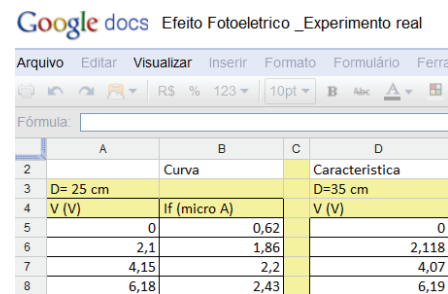 Google docs Efeito Fotoeletrico _Experimento real
Arquivo Editar Visualizar Inserir Formato Formulário Ferra
R$ % 123 10pt B Abc A
Fórmula:
A B C D
2 Curva Caracteristica
3 D= 25 cm D=35 cm
4 V (V) If (micro A) V (V)
5 0 0,62 0
6 2,1 1,86 2,118
7 4,15 2,2 4,07
8 6,18 2,43 6,19